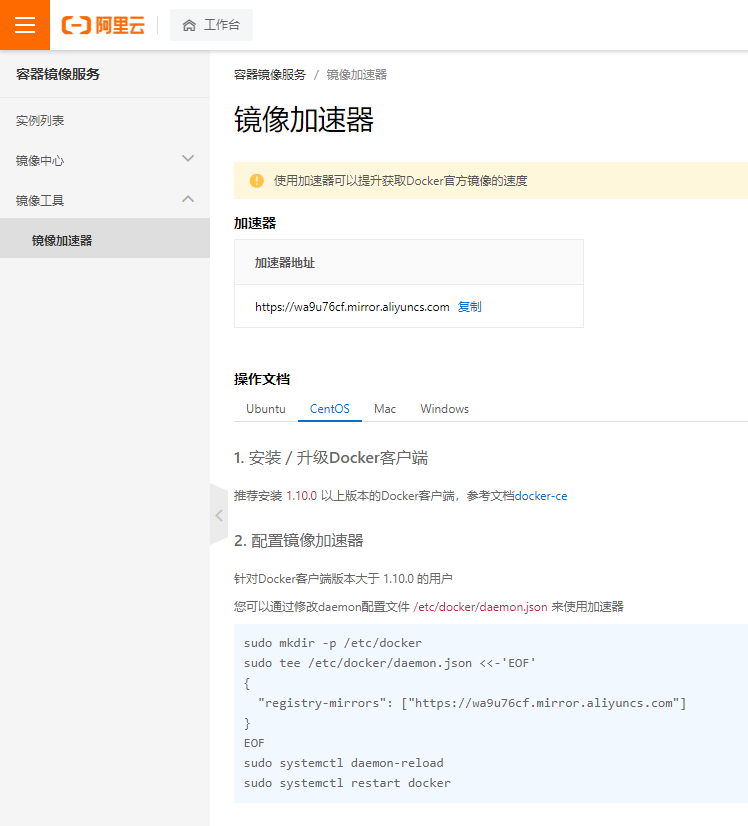 阿里云
工作台
容器镜像服务
实例列表
镜像中心
镜像工具
镜像加速器
容器镜像服务 / 镜像加速器
镜像加速器
使用加速器可以提升获取Docker官方镜像的速度
加速器
加速器地址
https://wa9u76cf.mirror.aliyuncs.com 复制
操作文档
Ubuntu CentOS Mac Windows
1. 安装 / 升级Docker客户端
推荐安装 1.10.0 以上版本的Docker客户端，参考文档docker-ce
2. 配置镜像加速器
针对Docker客户端版本大于 1.10.0 的用户
您可以通过修改daemon配置文件 /etc/docker/daemon.json 来使用加速器
sudo mkdir -p /etc/docker
sudo tee /etc/docker/daemon.json <<-'EOF'
{
  "registry-mirrors": ["https://wa9u76cf.mirror.aliyuncs.com"]
}
EOF
sudo systemctl daemon-reload
sudo systemctl restart docker